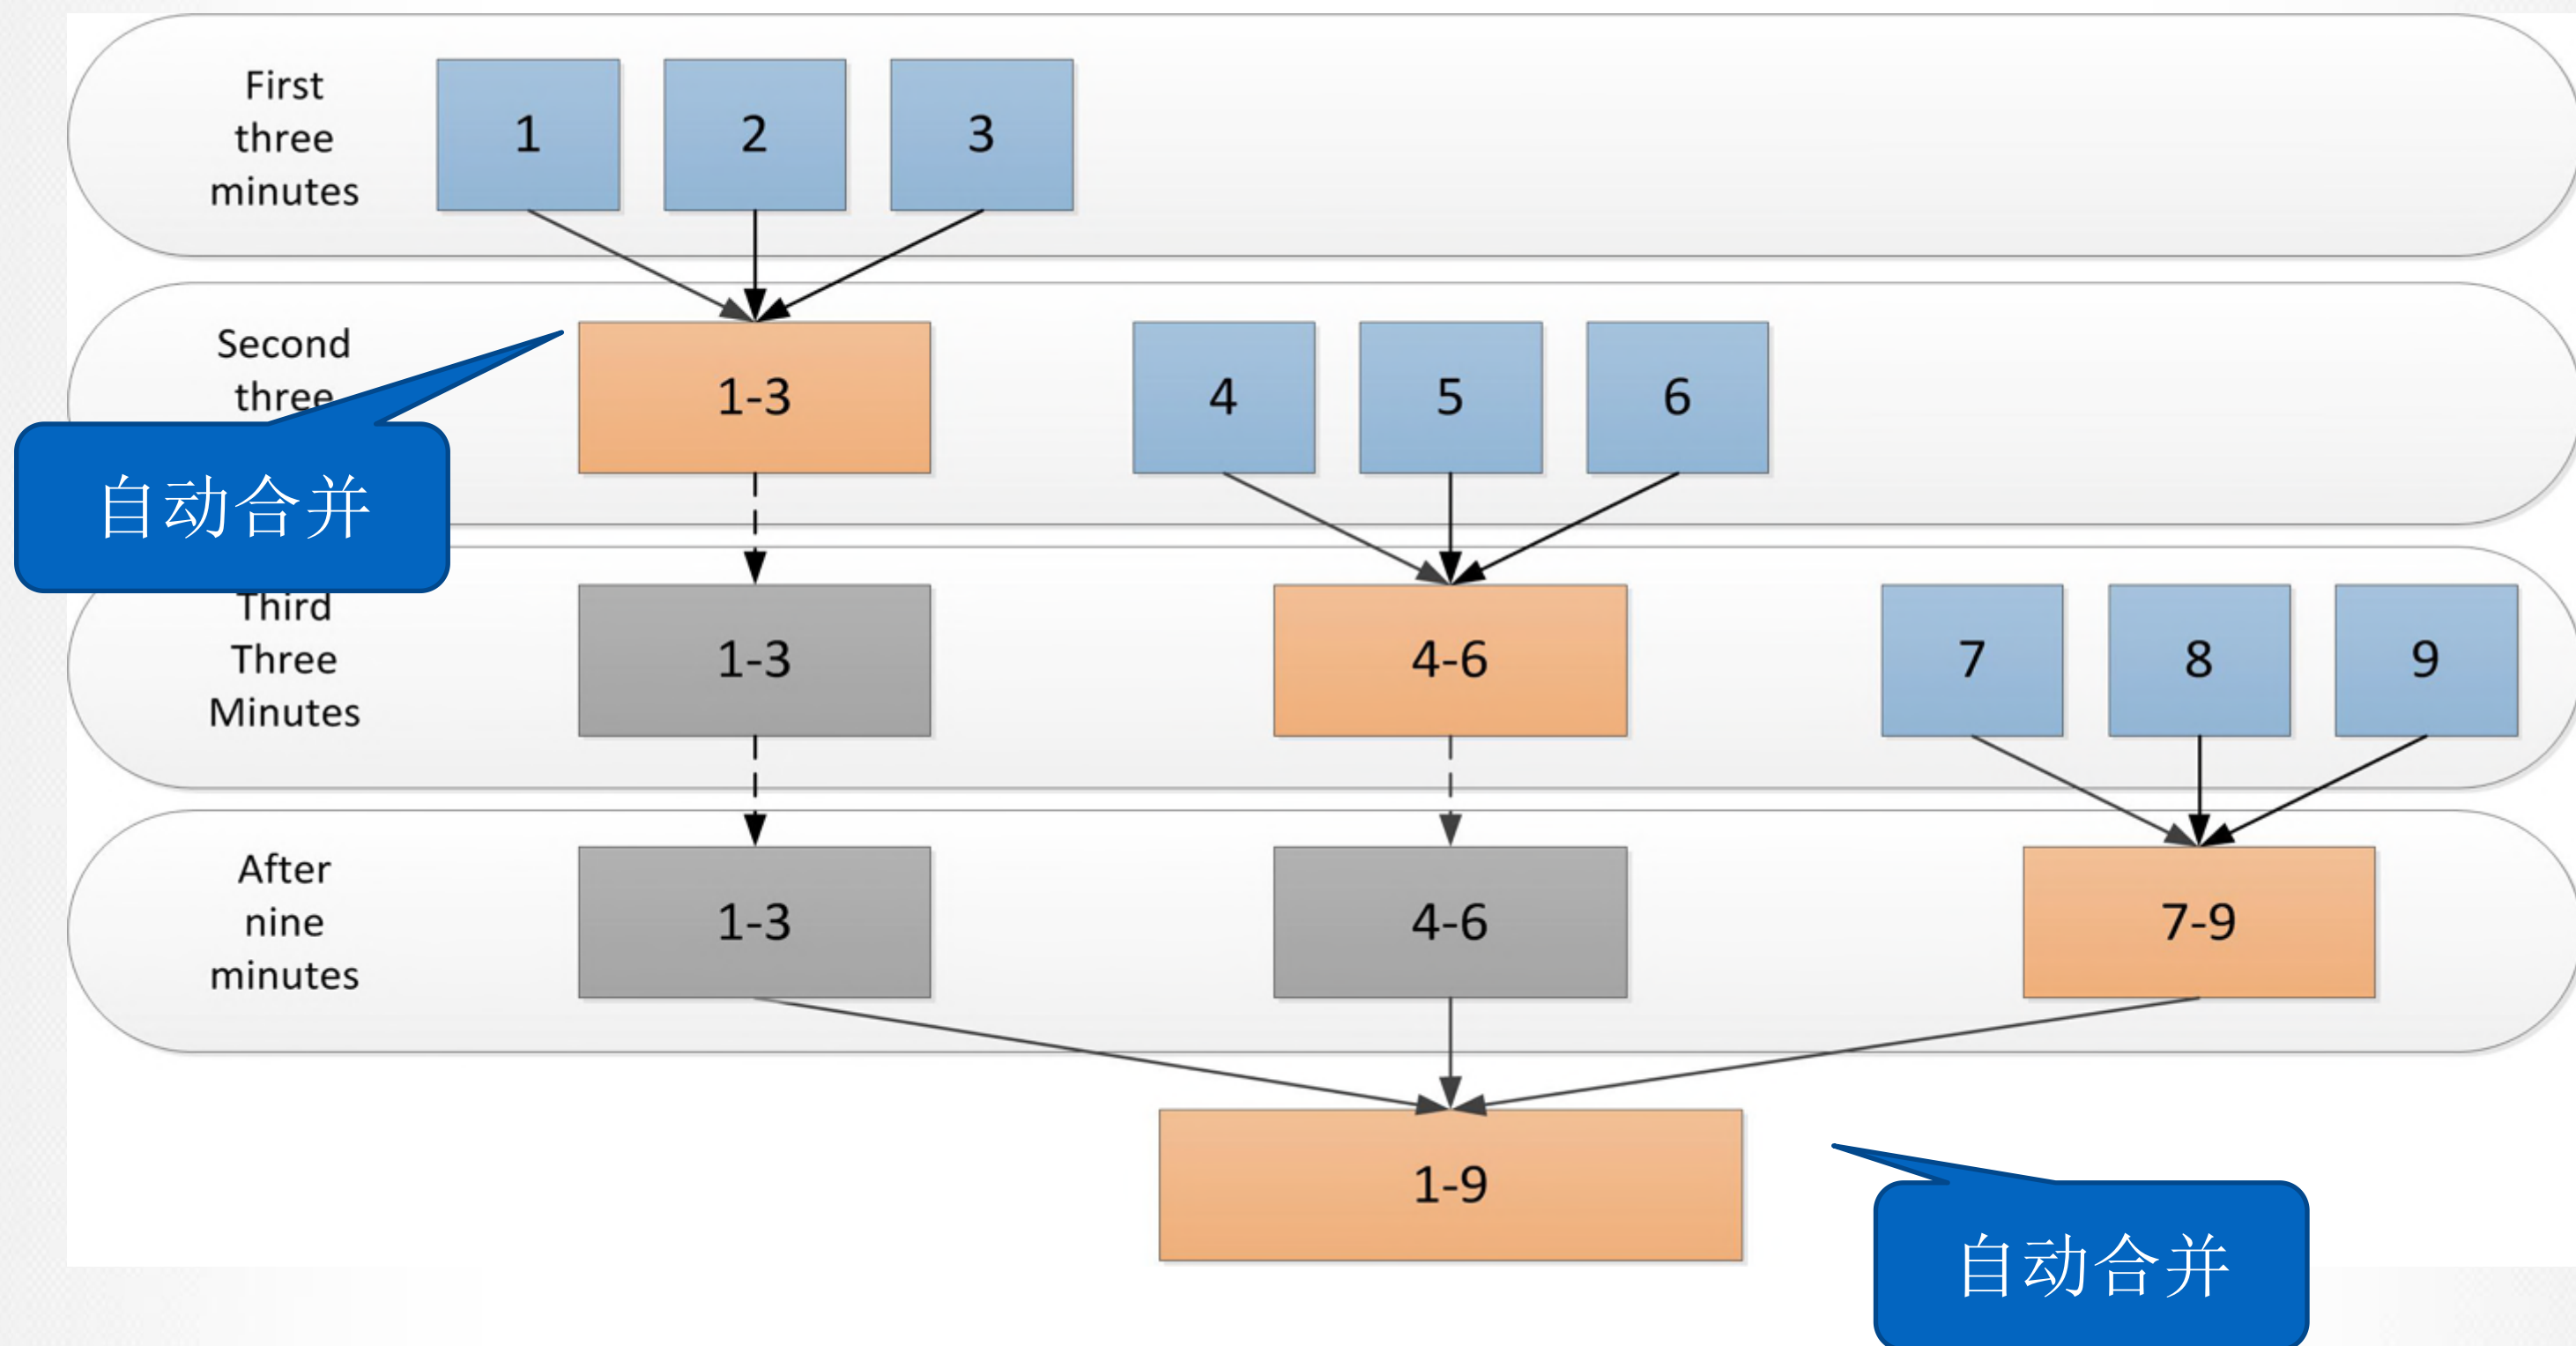 First
three
minutes
1
2
3
Second
three
1-3
4
5
6
自动合并
Third
Three
Minutes
1-3
4-6
7
8
9
After
nine
minutes
1-3
4-6
7-9
1-9
自动合并